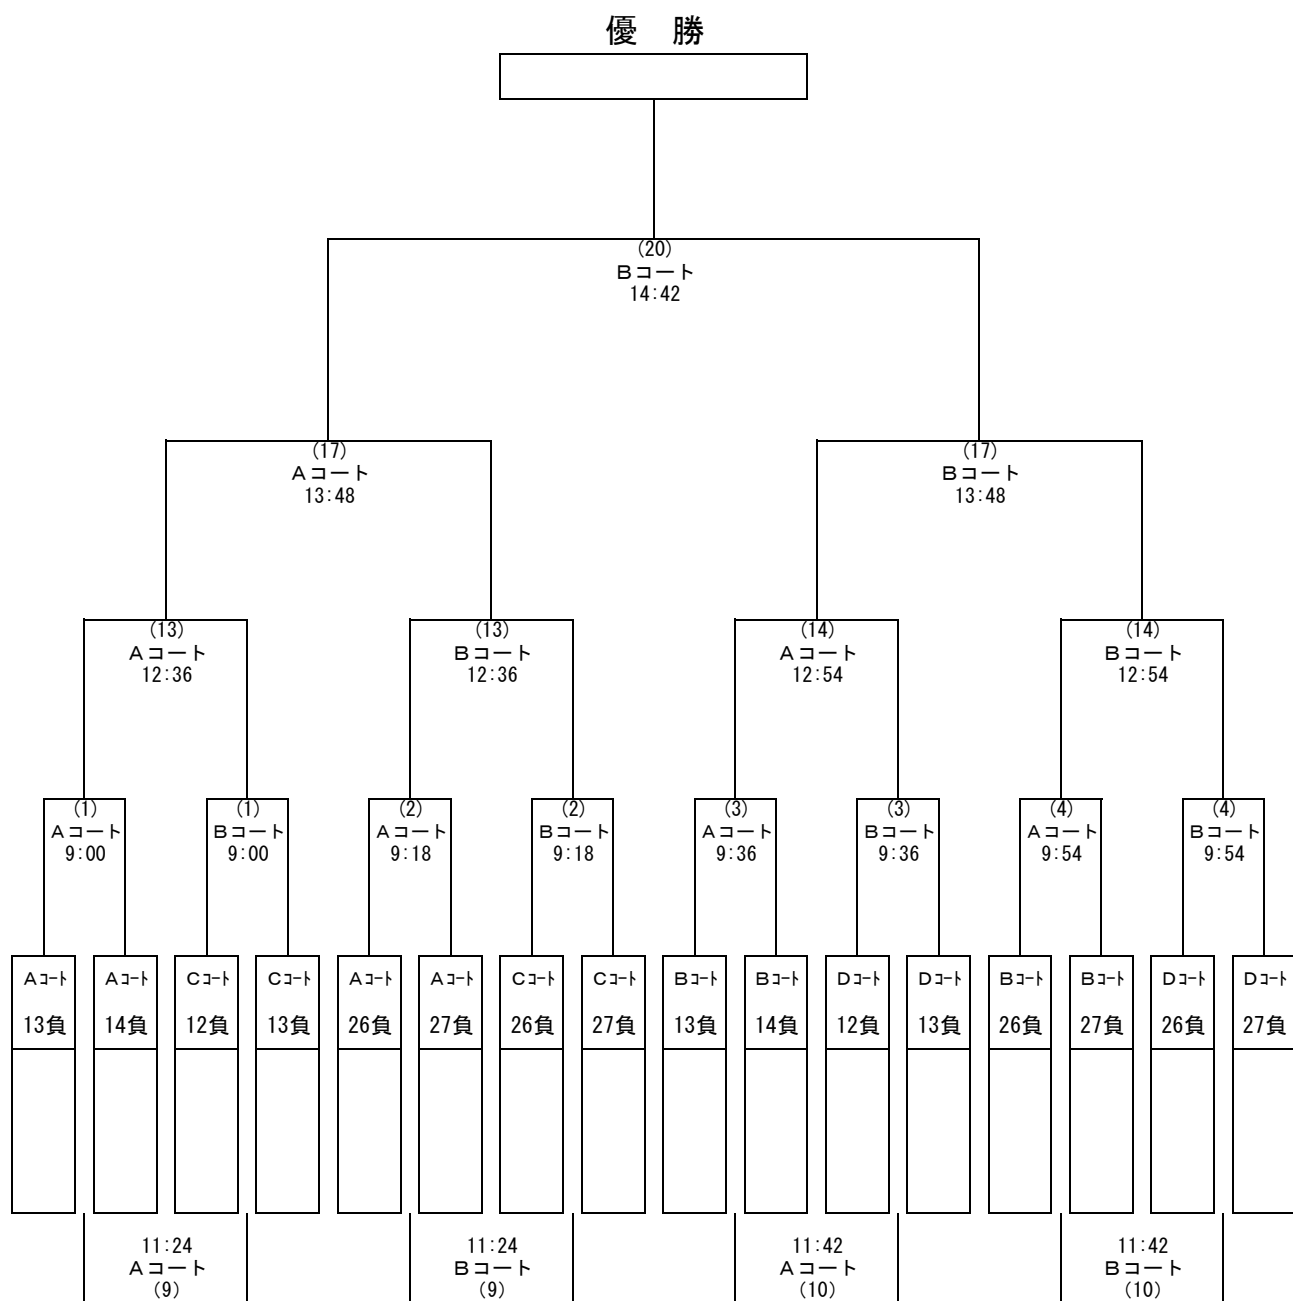 優　勝
(20)
Bコート
14:42
(17)
Aコート
13:48
(17)
Bコート
13:48
(13)
Aコート
12:36
(13)
Bコート
12:36
(14)
Aコート
12:54
(14)
Bコート
12:54
(1)
Aコート
9:00
(1)
Bコート
9:00
(2)
Aコート
9:18
(2)
Bコート
9:18
(3)
Aコート
9:36
(3)
Bコート
9:36
(4)
Aコート
9:54
(4)
Bコート
9:54
Aコート
13負
Aコート
14負
Cコート
12負
Cコート
13負
Aコート
26負
Aコート
27負
Cコート
26負
Cコート
27負
Bコート
13負
Bコート
14負
Dコート
12負
Dコート
13負
Bコート
26負
Bコート
27負
Dコート
26負
Dコート
27負
11:24
Aコート
(9)
11:24
Bコート
(9)
11:42
Aコート
(10)
11:42
Bコート
(10)